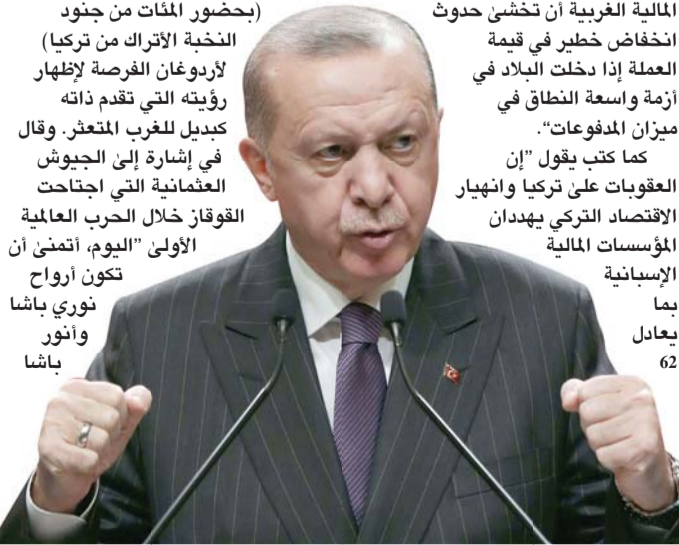 المالية الغربية أن تخشىٰ حدوث
انخفاض خطير في قيمة
العملة إذا دخلت البلاد في
أزمة واسعة النطاق في
ميزان المدفوعات“.
كما كتب يقول ”إن
العقوبات علىٰ تركيا وانهيار
الاقتصاد التركي يهددان
المؤسسات المالية
الإسبانية
بما
يعادل
62
(بحضور المئات من جنود
النخبة الأتراك من تركيا)
لأردوغان الفرصة لإظهار
رؤيته التي تقدم ذاته
كبديل للغرب المتعثر. وقال
في إشارة إلىٰ الجيوش
العثمانية التي اجتاحت
القوقاز خلال الحرب العالمية
الأولىٰ ”اليوم، أتمنىٰ أن
تكون أرواح
نوري باشا
وأنور
باشا